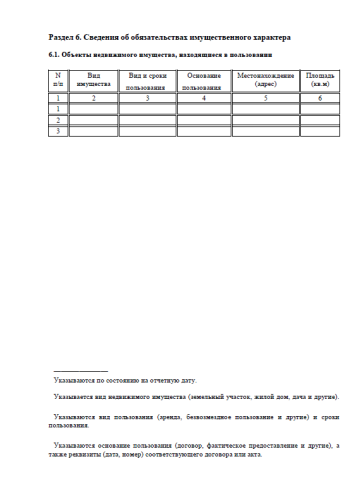 Раздел 6. Сведения об обязательствах имущественного характера
6.1. Объекты недвижимого имущества, находящиеся в пользовании
N п/п Вид имущества Вид и сроки пользования Основание пользования Местонахождение (адрес) Площадь (кв.м)
1 2 3 4 5 6
1
2
3
Указываются по состоянию на отчетную дату.
Указывается вид недвижимого имущества (земельный участок, жилой дом, дача и другие).
Указываются вид пользования (аренда, безвозмездное пользование и другие) и сроки
пользования.
Указываются основание пользования (договор, фактическое предоставление и другие), а
также реквизиты (дата, номер) соответствующего договора или акта.